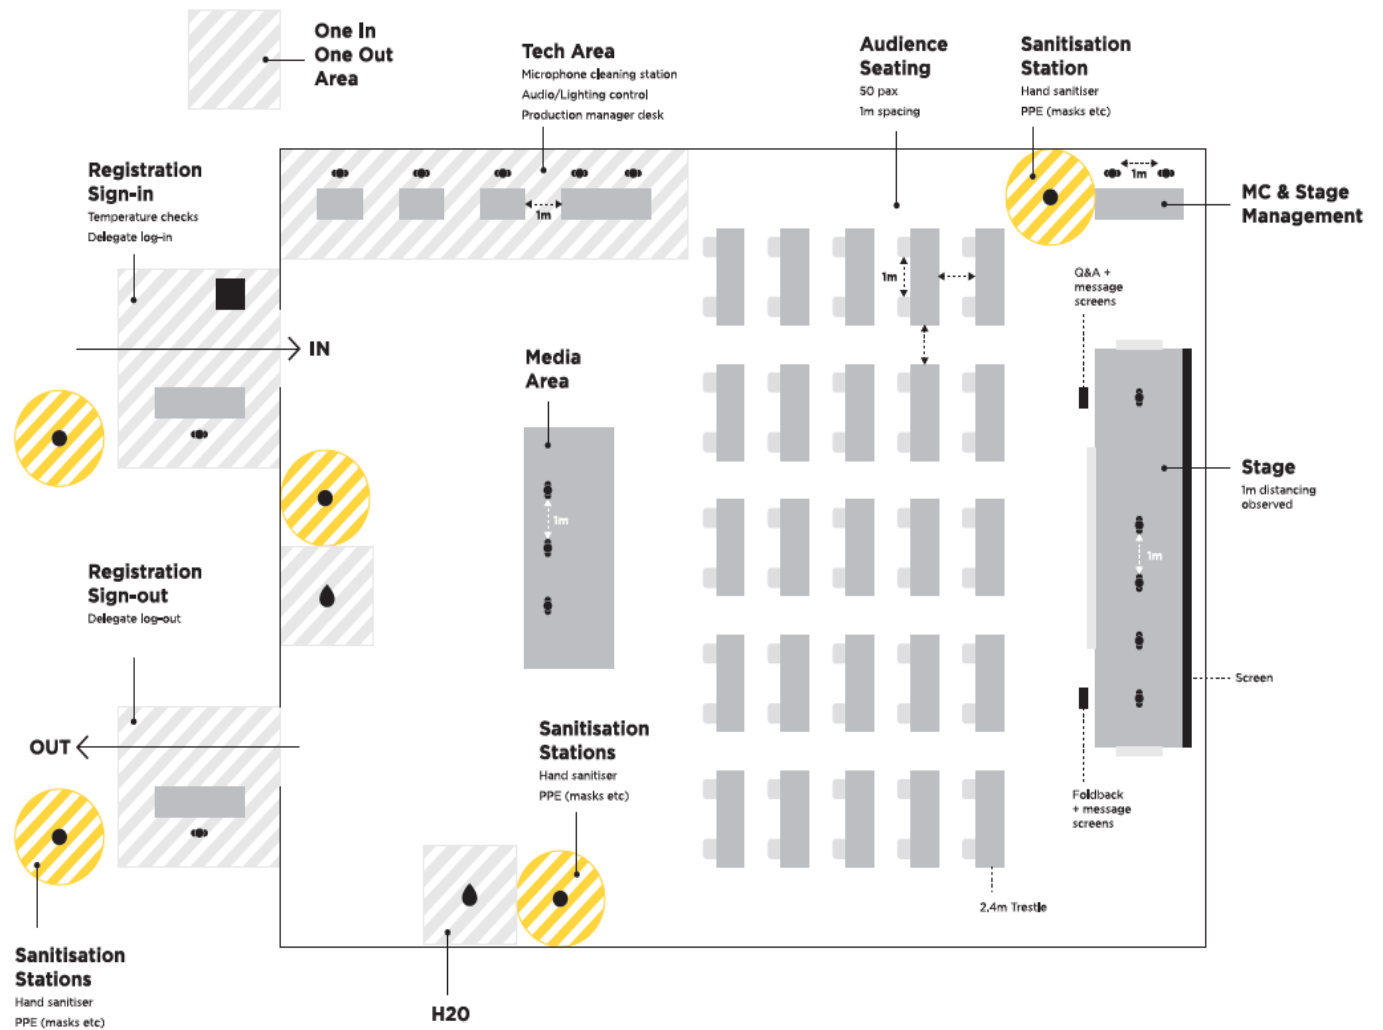 One In
One Out
Area
Tech Area
Microphone cleaning station
Audio/Lighting control
Production manager desk
Audience
Seating
50 pax
1m spacing
Sanitisation
Station
Hand sanitiser
PPE (masks etc)
Registration
Sign-in
Temperature checks
Delegate log-in
1m
1m
MC & Stage
Management
1m
Q&A +
message
screens
IN
Media
Area
1m
Stage
1m distancing
observed
1m
Registration
Sign-out
Delegate log-out
Screen
OUT
Sanitisation
Stations
Hand sanitiser
PPE (masks etc)
Foldback
+ message
screens
2.4m Trestle
Sanitisation
Stations
Hand sanitiser
PPE (masks etc)
H20